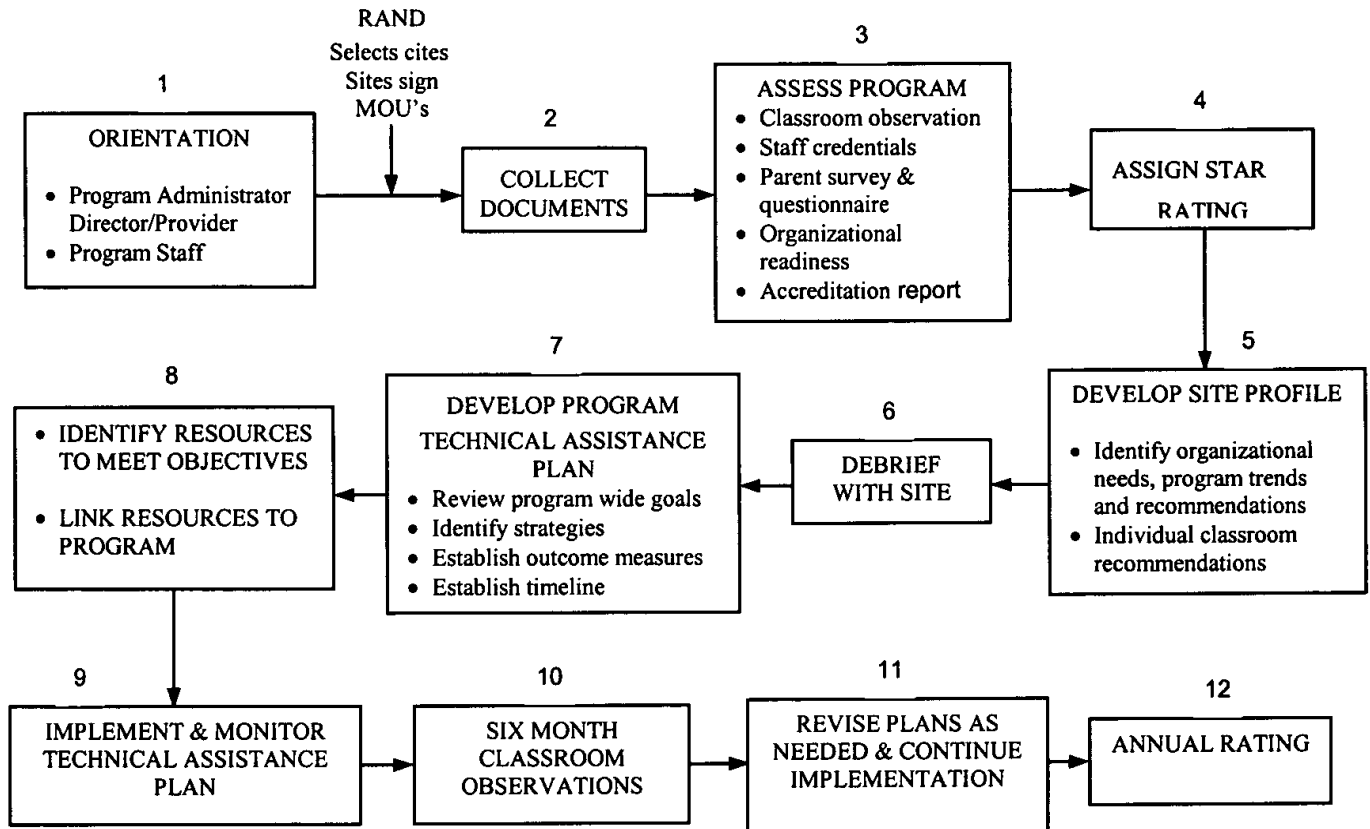 1
ORIENTATION
• Program Administrator
Director/Provider
• Program Staff
RAND
Selects cites
Sites sign
MOU's
2
COLLECT
DOCUMENTS
3
ASSESS PROGRAM
• Classroom observation
• Staff credentials
• Parent survey &
questionnaire
• Organizational
readiness
• Accreditation report
4
ASSIGN STAR
RATING
5
DEVELOP SITE PROFILE
• Identify organizational
needs, program trends
and recommendations
• Individual classroom
recommendations
6
DEBRIEF
WITH SITE
7
DEVELOP PROGRAM
TECHNICAL ASSISTANCE
PLAN
• Review program wide goals
• Identify strategies
• Establish outcome measures
• Establish timeline
8
• IDENTIFY RESOURCES
TO MEET OBJECTIVES
• LINK RESOURCES TO
PROGRAM
9
IMPLEMENT & MONITOR
TECHNICAL ASSISTANCE
PLAN
10
SIX MONTH
CLASSROOM
OBSERVATIONS
11
REVISE PLANS AS
NEEDED & CONTINUE
IMPLEMENTATION
12
ANNUAL RATING